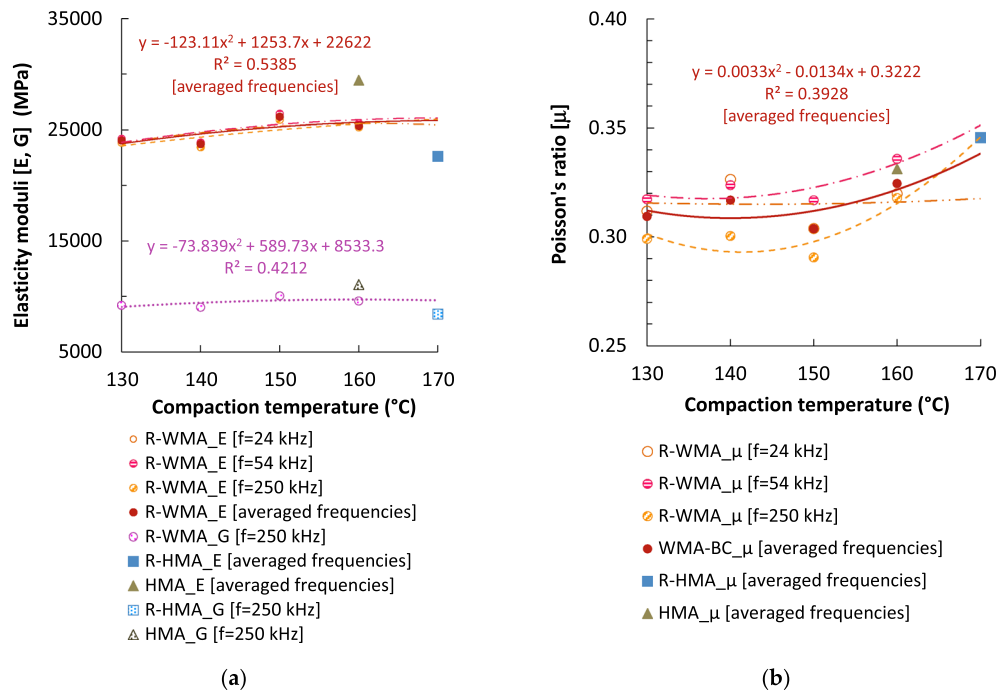 35000
25000
15000
5000
Elasticity moduli [E, G]  (MPa)
y = -123.11x² + 1253.7x + 22622
R² = 0.5385
[averaged frequencies]
y = -73.839x² + 589.73x + 8533.3
R² = 0.4212
130 140 150 160 170
Compaction temperature (°C)
R-WMA_E [f=24 kHz]
R-WMA_E [f=54 kHz]
R-WMA_E [f=250 kHz]
R-WMA_E [averaged frequencies]
R-WMA_G [f=250 kHz]
R-HMA_E [averaged frequencies]
HMA_E [averaged frequencies]
R-HMA_G [f=250 kHz]
HMA_G [f=250 kHz]
(a)
0.40
0.35
0.30
0.25
Poisson's ratio [μ]
y = 0.0033x² - 0.0134x + 0.3222
R² = 0.3928
[averaged frequencies]
130 140 150 160 170
Compaction temperature (°C)
R-WMA_μ [f=24 kHz]
R-WMA_μ [f=54 kHz]
R-WMA_μ [f=250 kHz]
WMA-BC_μ [averaged frequencies]
R-HMA_μ [averaged frequencies]
HMA_μ [averaged frequencies]
(b)